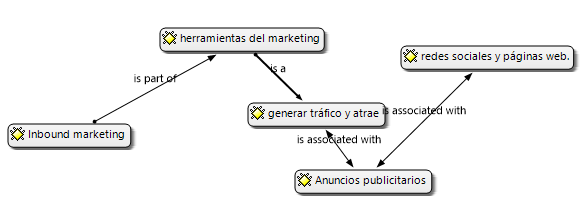 herramientas del marketing
redes sociales y páginas web.
is a
is part of
generar tráfico y atrae
is associated with
Inbound marketing
is associated with
Anuncios publicitarios